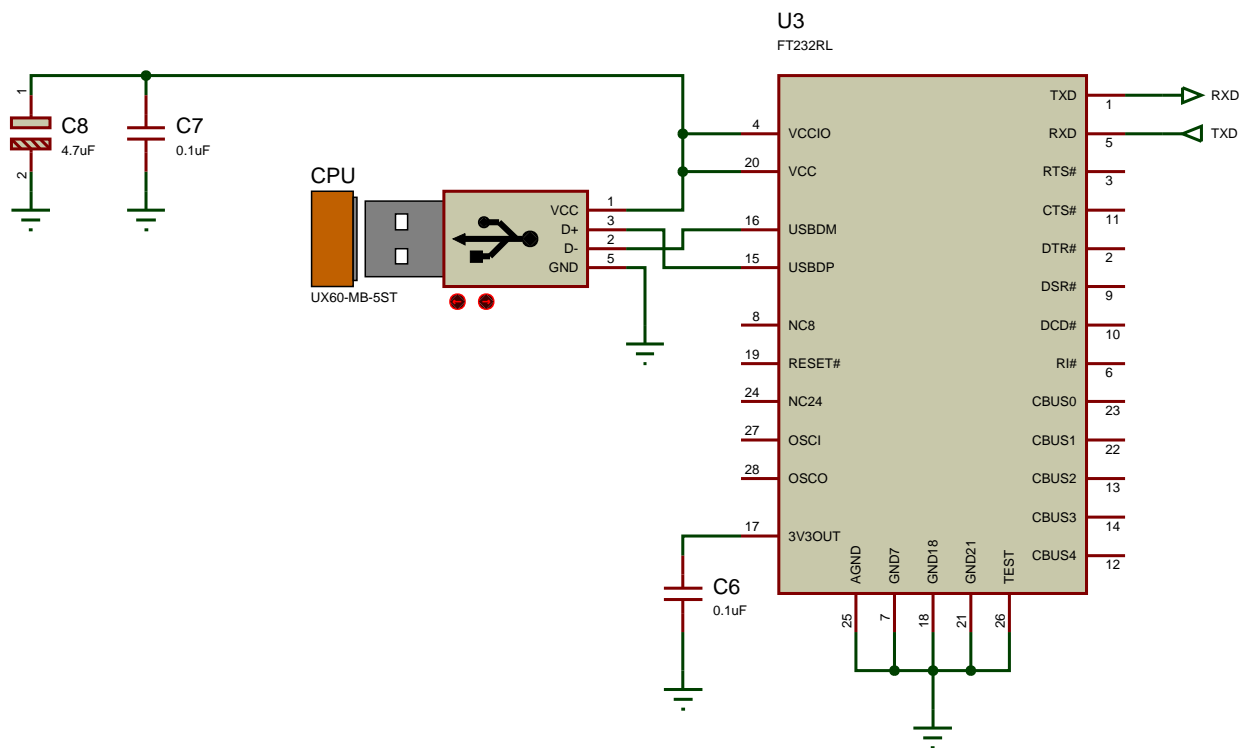 U3
FT232RL
1
C8
4.7uF
2
C7
0.1uF
CPU
UX60-MB-5ST
VCC 1
D+ 3
D- 2
GND 5
4 VCCIO
20 VCC
16 USBDM
15 USBDP
8 NC8
19 RESET#
24 NC24
27 OSCI
28 OSCO
17 3V3OUT
C6
0.1uF
TXD 1 RXD
RXD 5 TXD
RTS# 3
CTS# 11
DTR# 2
DSR# 9
DCD# 10
RI# 6
CBUS0 23
CBUS1 22
CBUS2 13
CBUS3 14
CBUS4 12
AGND 25
GND7 7
GND18 18
GND21 21
TEST 26